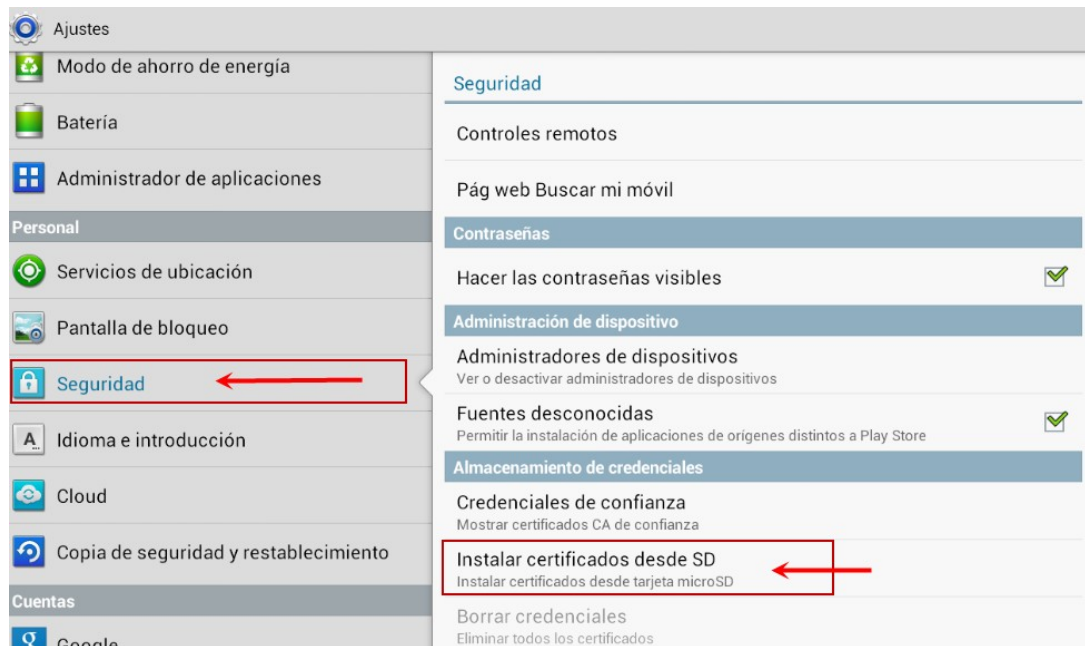 Ajustes
Modo de ahorro de energía
Batería
Administrador de aplicaciones
Personal
Servicios de ubicación
Pantalla de bloqueo
Seguridad
Idioma e introducción
Cloud
Copia de seguridad y restablecimiento
Cuentas
Google
Seguridad
Controles remotos
Pág web Buscar mi móvil
Contraseñas
Hacer las contraseñas visibles
Administración de dispositivo
Administradores de dispositivos
Ver o desactivar administradores de dispositivos
Fuentes desconocidas
Permitir la instalación de aplicaciones de orígenes distintos a Play Store
Almacenamiento de credenciales
Credenciales de confianza
Mostrar certificados CA de confianza
Instalar certificados desde SD
Instalar certificados desde tarjeta microSD
Borrar credenciales
Eliminar todos los certificados